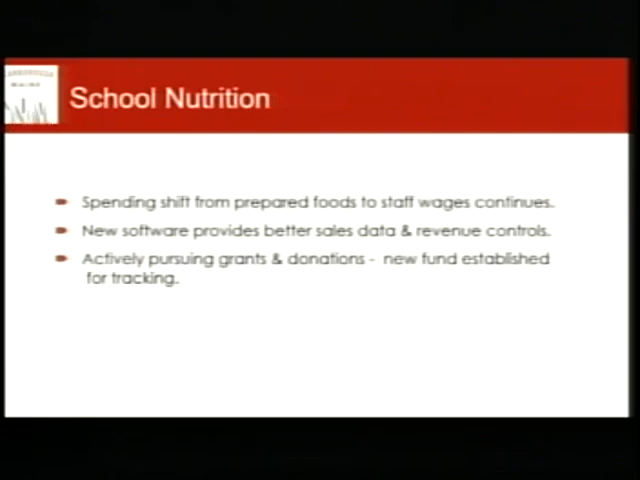 School Nutrition
Spending shift from prepared foods to staff wages continues.
New software provides better sales data & revenue controls.
Actively pursuing grants & donations - new fund established
for tracking.